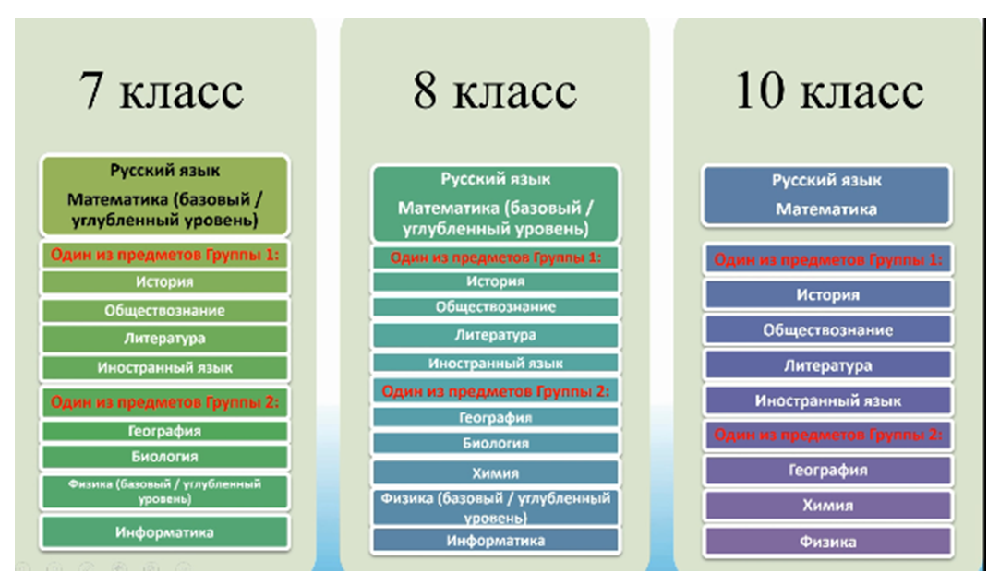 7 класс
Русский язык
Математика (базовый /
углубленный уровень)
Один из предметов Группы 1:
История
Обществознание
Литература
Иностранный язык
Один из предметов Группы 2:
География
Биология
Физика (базовый / углубленный
уровень)
Информатика
8 класс
Русский язык
Математика (базовый /
углубленный уровень)
Один из предметов Группы 1:
История
Обществознание
Литература
Иностранный язык
Один из предметов Группы 2:
География
Биология
Химия
Физика (базовый / углубленный
уровень)
Информатика
10 класс
Русский язык
Математика
Один из предметов Группы 1:
История
Обществознание
Литература
Иностранный язык
Один из предметов Группы 2:
География
Химия
Физика